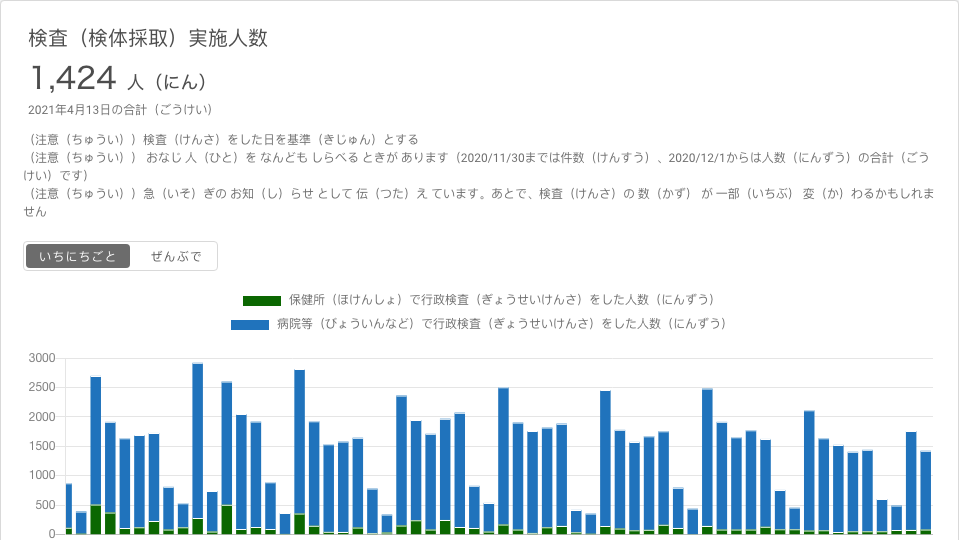 検査（検体採取）実施人数
1,424 人（にん）
2021年4月13日の合計（ごうけい）
（注意（ちゅうい））検査（けんさ）をした日を基準（きじゅん）とする
（注意（ちゅうい）） おなじ 人（ひと）を なんども しらべる ときが あります（2020/11/30までは件数（けんすう）、2020/12/1からは人数（にんずう）の合計（ごう
けい）です）
（注意（ちゅうい））急（いそ）ぎの お知（し）らせ として 伝（つた）え ています。あとで、検査（けんさ）の 数（かず） が 一部（いちぶ） 変（か）わるかもしれま
せん
いちにちごと ぜんぶで
保健所（ほけんしょ）で行政検査（ぎょうせいけんさ）をした人数（にんずう）
病院等（びょういんなど）で行政検査（ぎょうせいけんさ）をした人数（にんずう）
3000
2500
2000
1500
1000
500
0